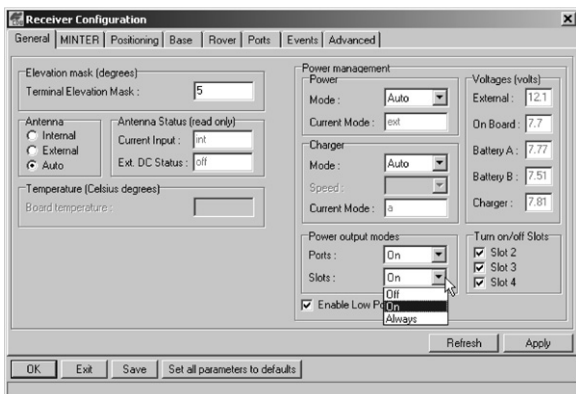 Receiver Configuration
General MINTER Positioning Base Rover Ports Events Advanced
Elevation mask (degrees)
Terminal Elevation Mask : 5
Antenna
Internal
External
Auto
Antenna Status (read only)
Current Input : int
Ext. DC Status : off
Temperature (Celsius degrees)
Board temperature :
Power management
Power
Mode : Auto
Current Mode : ext
Charger
Mode : Auto
Speed :
Current Mode : a
Voltages (volts)
External : 12.1
On Board : 7.7
Battery A : 7.77
Battery B : 7.51
Charger : 7.81
Power output modes
Ports : On
Slots : On
Off
On
Always
Turn on/off Slots
Slot 2
Slot 3
Slot 4
Enable Low
Refresh Apply
OK Exit Save Set all parameters to defaults